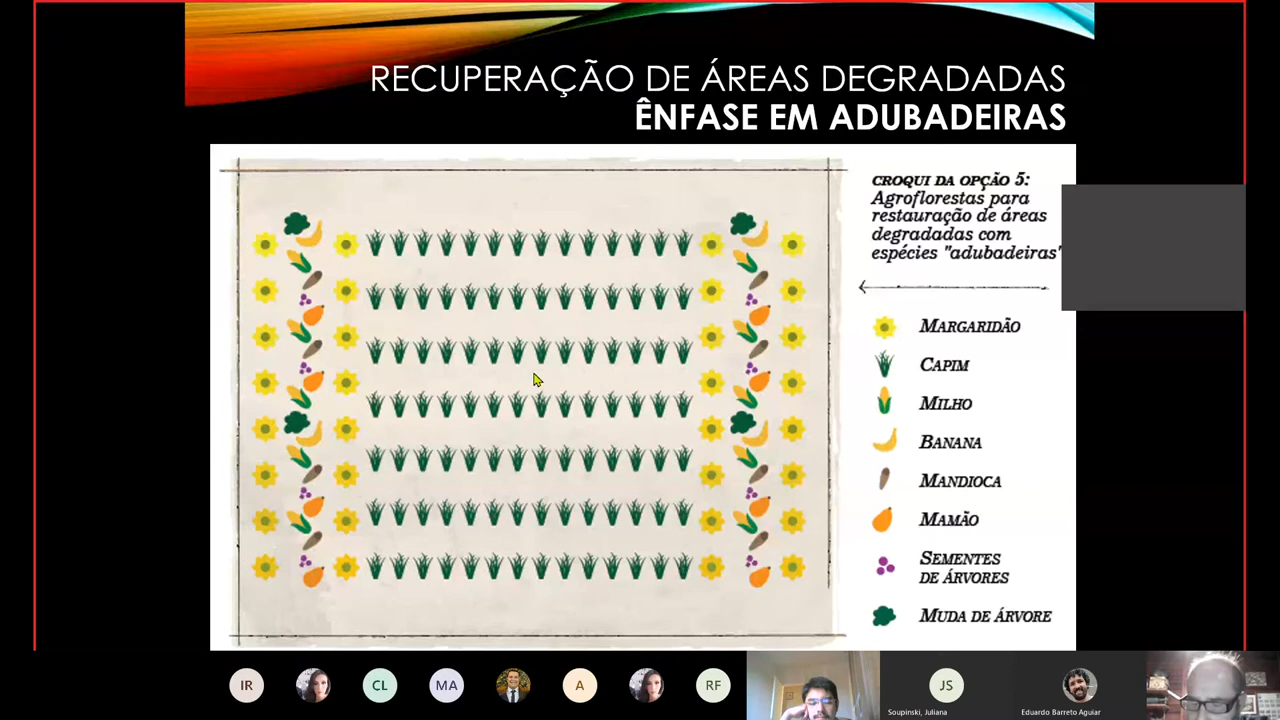 RECUPERAÇÃO DE ÁREAS DEGRADADAS
ÊNFASE EM ADUBADEIRAS
CROQUI DA OPÇÃO 5:
Agroflorestas para
restauração de áreas
degradadas com
espécies "adubadeiras"
MARGARIDÃO
CAPIM
MILHO
BANANA
MANDIOCA
MAMÃO
SEMENTES
DE ÁRVORES
MUDA DE ÁRVORE
IR
CL
MA
A
RF
JS
Soupinski, Juliana
Eduardo Barreto Aguiar